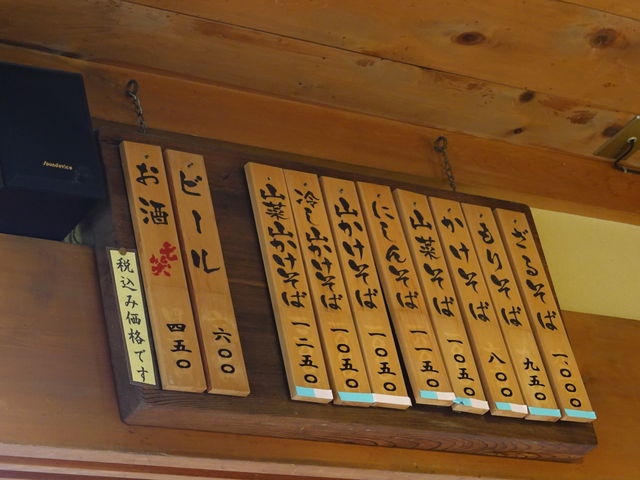 ざるそば 一、〇〇〇
もりそば 九五〇
かけそば 八〇〇
山菜そば 一〇五〇
にしんそば 一一五〇
山かけそば 一〇五〇
冷し山かけそば 一〇五〇
山菜山かけそば 一二五〇
ビール 六〇〇
お酒 七笑 四五〇
税込み価格です
Soundevice